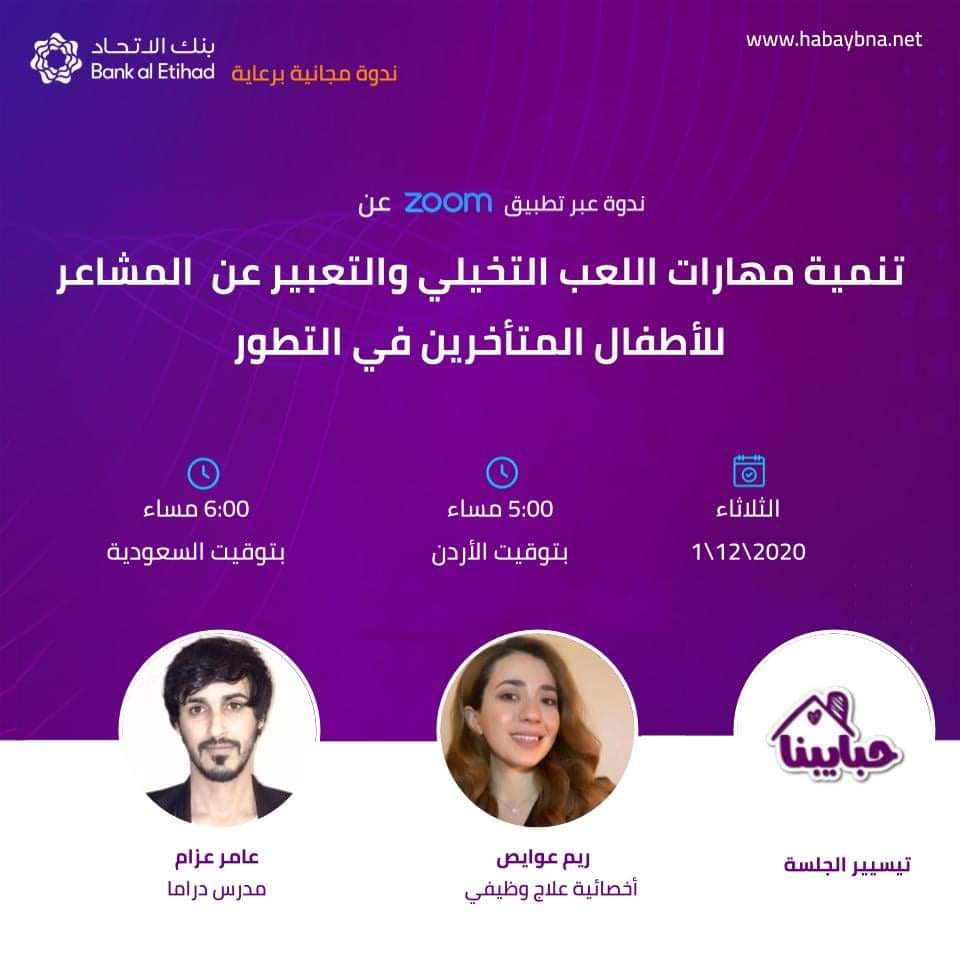 بنك الاتحاد
Bank al Etihad
ندوة مجانية برعاية
www.habaybna.net
ندوة عبر تطبيق zoom عن
تنمية مهارات اللعب التخيلي والتعبير عن المشاعر
للأطفال المتأخرين في التطور
الثلاثاء
1\12\2020
5:00 مساء
بتوقيت الأردن
6:00 مساء
بتوقيت السعودية
حبايبنا
تيسيير الجلسة
ريم عوايص
أخصائية علاج وظيفي
عامر عزام
مدرس دراما